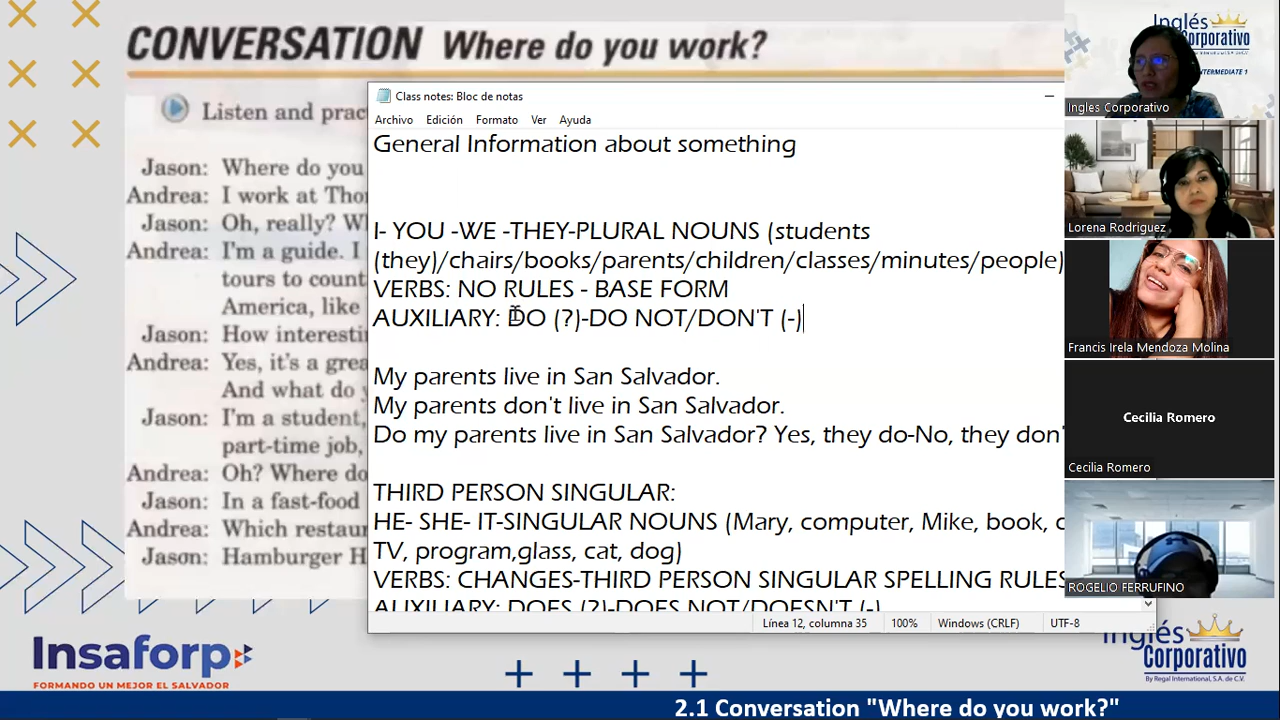 CONVERSATION Where do you work?
Listen and prac
Jason: Where do you
Andrea: I work at Tho
Jason: Oh, really? W
Andrea: I'm a guide. I
tours to count
America, like
Jason: How interesti
Andrea: Yes, it's a grea
And what do y
Jason: I'm a student,
part-time job,
Andrea: Oh? Where do
Jason: In a fast-food
Andrea: Which restaur
Jason: Hamburger H
Class notes: Bloc de notas
Archivo Edición Formato Ver Ayuda
General Information about something
I- YOU -WE -THEY-PLURAL NOUNS (students
(they)/chairs/books/parents/children/classes/minutes/people)
VERBS: NO RULES - BASE FORM
AUXILIARY: DO (?)-DO NOT/DON'T (-)
My parents live in San Salvador.
My parents don't live in San Salvador.
Do my parents live in San Salvador? Yes, they do-No, they don'
THIRD PERSON SINGULAR:
HE- SHE- IT-SINGULAR NOUNS (Mary, computer, Mike, book, c
TV, program,glass, cat, dog)
VERBS: CHANGES-THIRD PERSON SINGULAR SPELLING RULES
AUXILIARY: DOES (?)-DOES NOT/DOESN'T (-)
Línea 12, columna 35 100% Windows (CRLF) UTF-8
Inglés
Corporativo
INTERMEDIATE 1
Ingles Corporativo
Lorena Rodriguez
Francis Irela Mendoza Molina
Cecilia Romero
Cecilia Romero
ROGELIO FERRUFINO
Insaforp
FORMANDO UN MEJOR EL SALVADOR
Inglés
Corporativo
By Regal International, S.A. de C.V.
2.1 Conversation "Where do you work?"